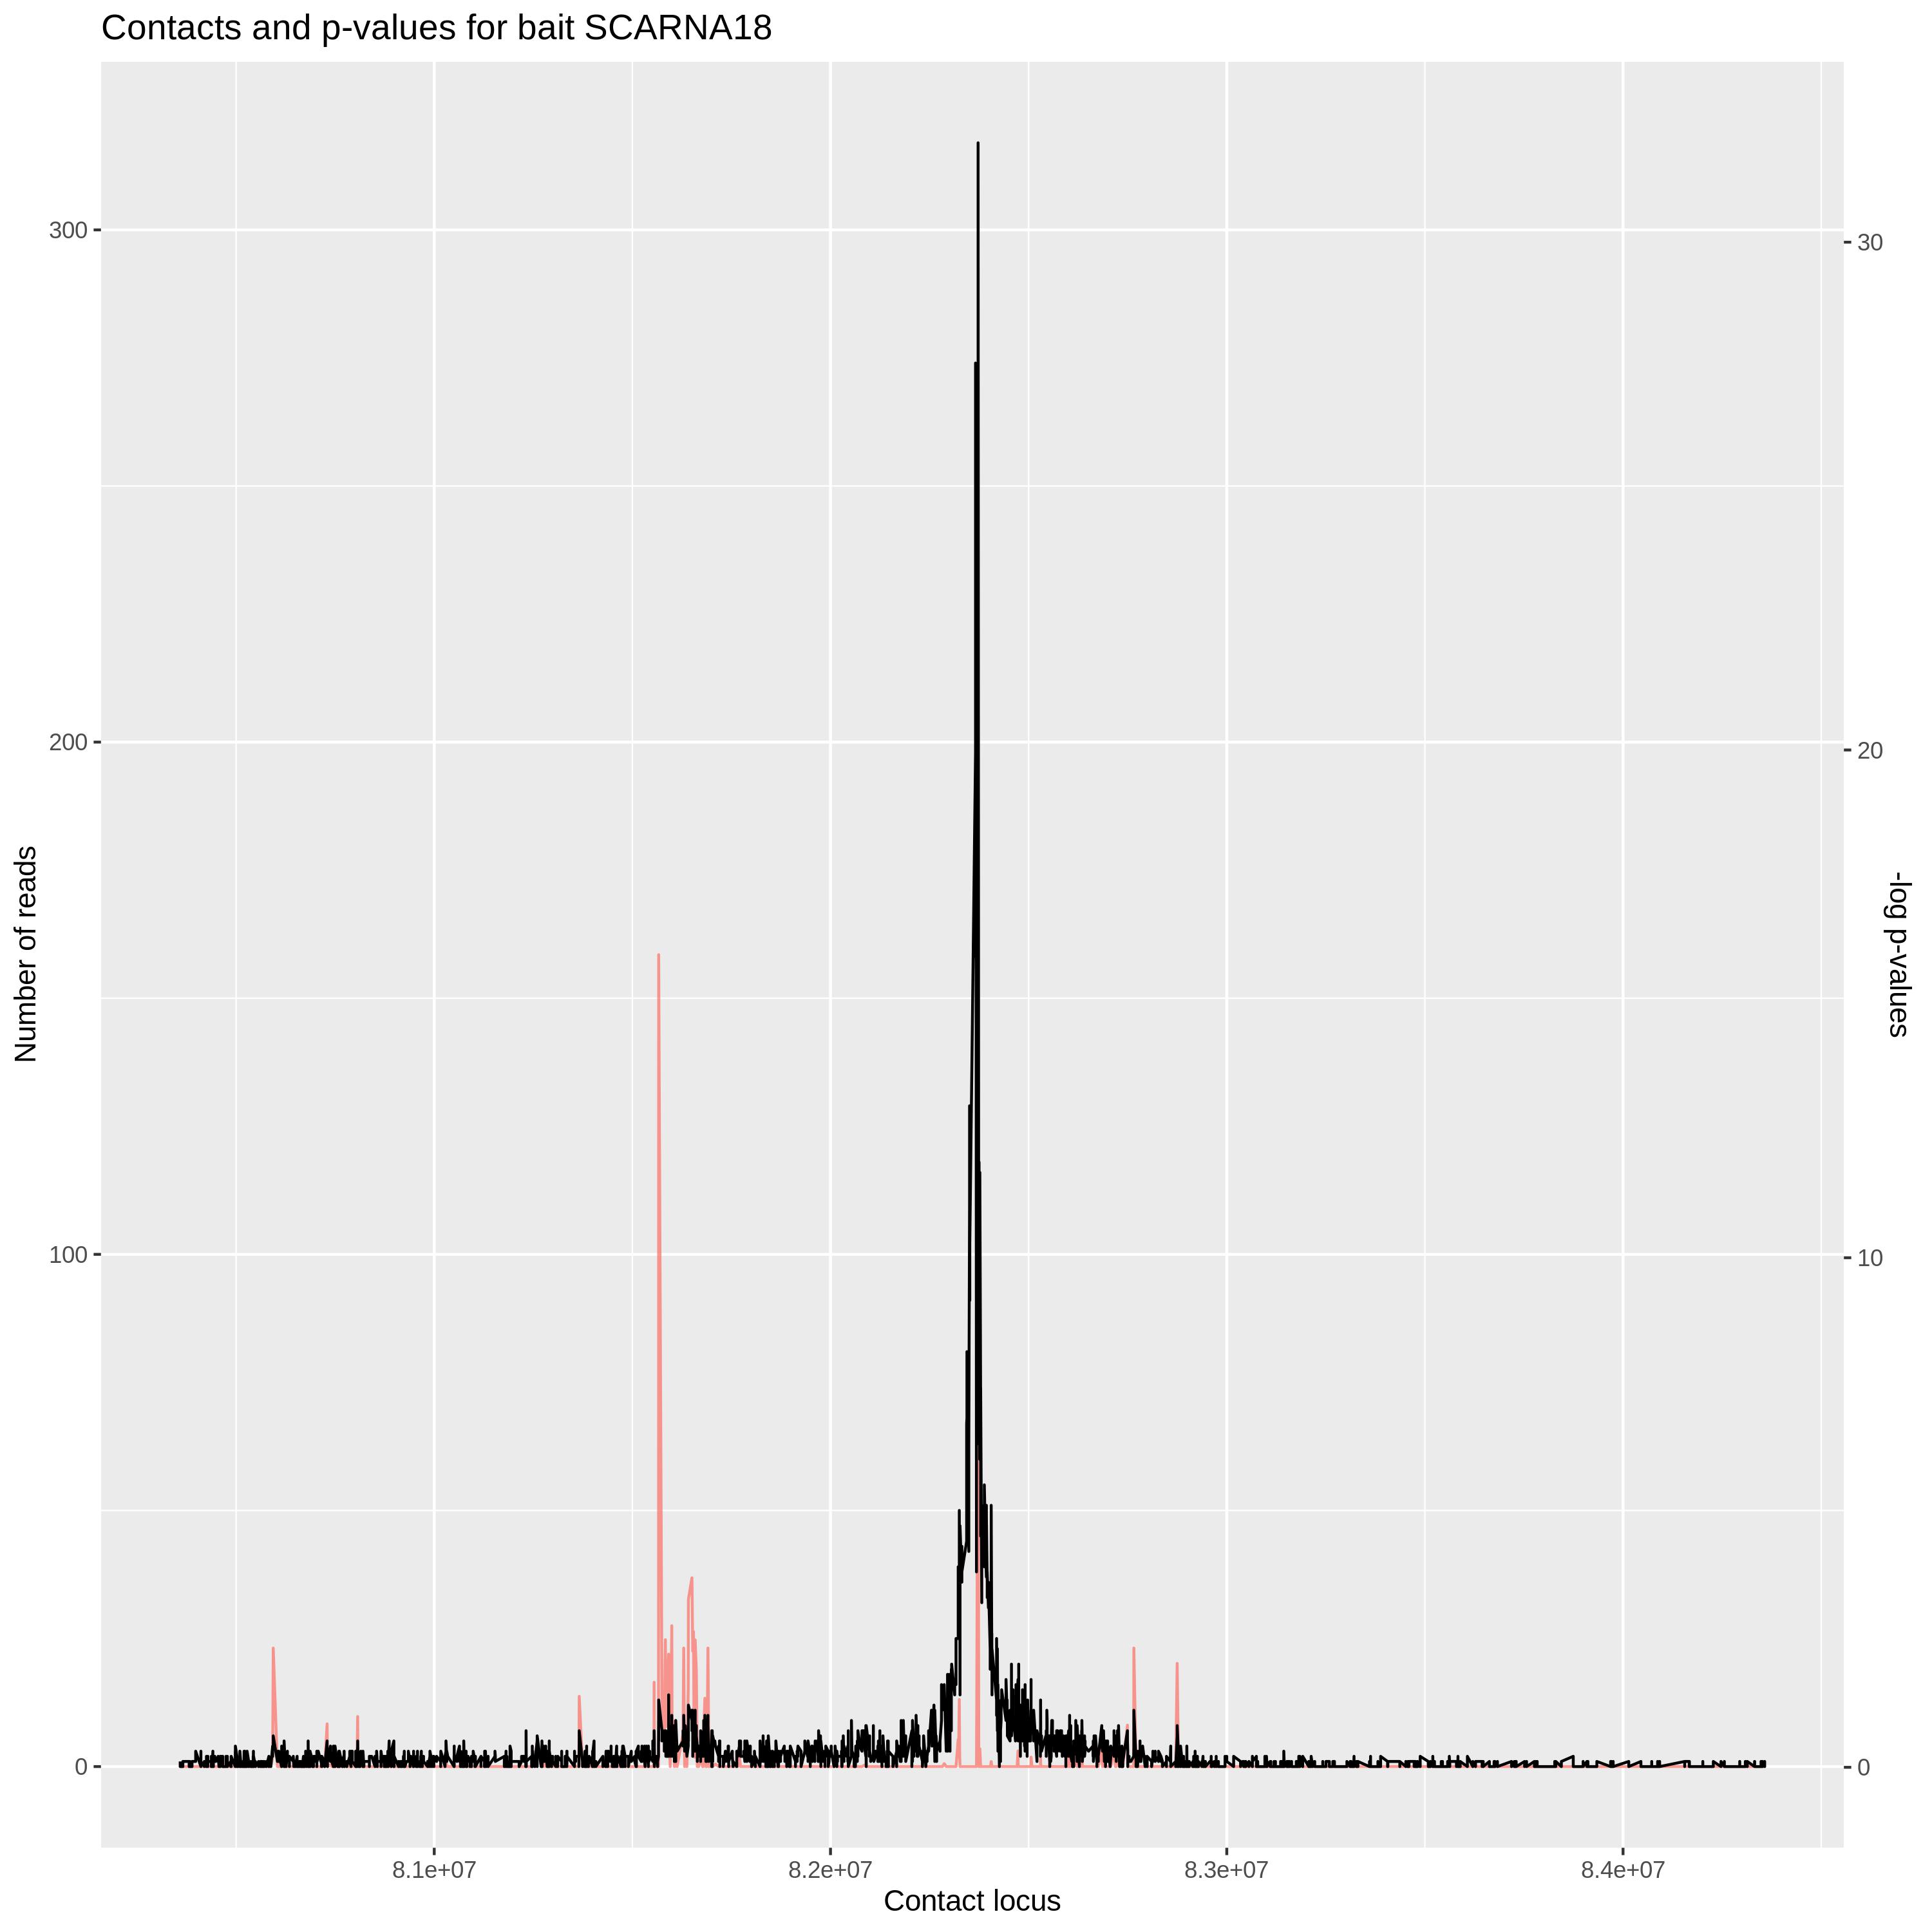 Contacts and p-values for bait SCARNA18
300
200
100
0
30
20
10
0
Number of reads
-log p-values
8.1e+07
8.2e+07
8.3e+07
8.4e+07
Contact locus